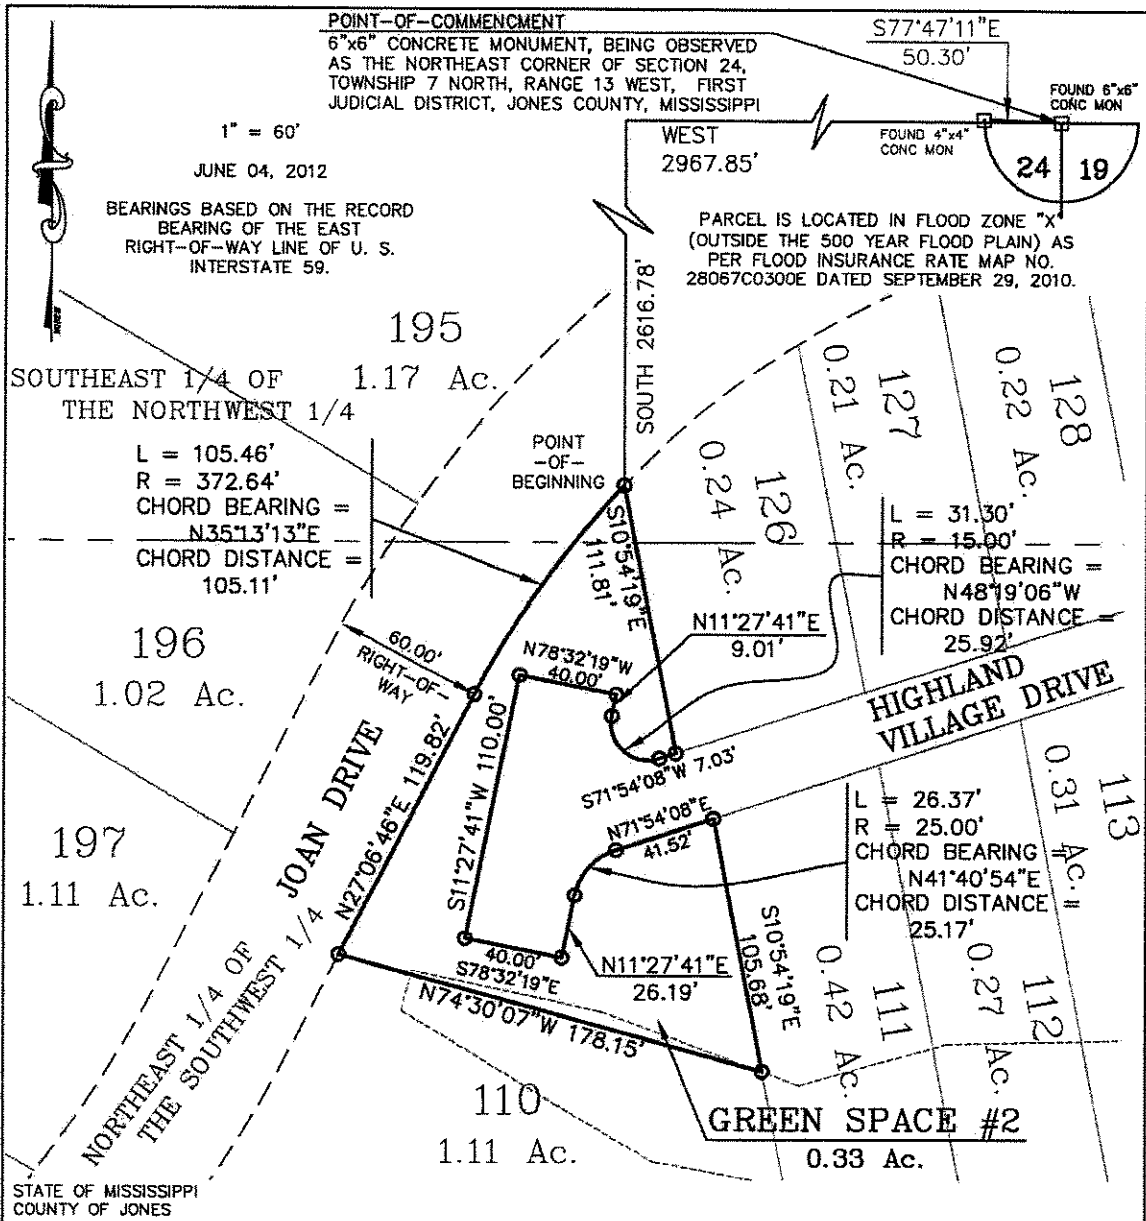 POINT-OF-COMMENCMENT
6"x6" CONCRETE MONUMENT, BEING OBSERVED
AS THE NORTHEAST CORNER OF SECTION 24,
TOWNSHIP 7 NORTH, RANGE 13 WEST, FIRST
JUDICIAL DISTRICT, JONES COUNTY, MISSISSIPPI
S77°47'11"E
50.30'
FOUND 6"x6"
CONC MON
FOUND 4"x4"
CONC MON
24
19
WEST
2967.85'
1" = 60'
JUNE 04, 2012
BEARINGS BASED ON THE RECORD
BEARING OF THE EAST
RIGHT-OF-WAY LINE OF U. S.
INTERSTATE 59.
PARCEL IS LOCATED IN FLOOD ZONE "X"
(OUTSIDE THE 500 YEAR FLOOD PLAIN) AS
PER FLOOD INSURANCE RATE MAP NO.
28067C0300E DATED SEPTEMBER 29, 2010.
SOUTH 2616.78'
195
1.17 Ac.
SOUTHEAST 1/4 OF
THE NORTHWEST 1/4
L = 105.46'
R = 372.64'
CHORD BEARING =
N35°13'13"E
CHORD DISTANCE =
105.11'
POINT
-OF-
BEGINNING
S10°54'19"E
111.81'
126
0.24 Ac.
127
0.21 Ac.
128
0.22 Ac.
L = 31.30'
R = 15.00'
CHORD BEARING =
N48°19'06"W
CHORD DISTANCE =
25.92'
N11°27'41"E
9.01'
N78°32'19"W
40.00'
60.00'
RIGHT-OF-
WAY
196
1.02 Ac.
HIGHLAND
VILLAGE DRIVE
S71°54'08"W 7.03'
N71°54'08"E
41.52'
S11°27'41"W 110.00'
N27°06'46"E 119.82'
JOAN DRIVE
197
1.11 Ac.
L = 26.37'
R = 25.00'
CHORD BEARING =
N41°40'54"E
CHORD DISTANCE =
25.17'
113
0.31 Ac.
S10°54'19"E
105.68'
40.00'
S78°32'19"E
N11°27'41"E
26.19'
N74°30'07"W 178.15'
111
0.42 Ac.
112
0.27 Ac.
NORTHEAST 1/4 OF
THE SOUTHWEST 1/4
110
1.11 Ac.
GREEN SPACE #2
0.33 Ac.
STATE OF MISSISSIPPI
COUNTY OF JONES